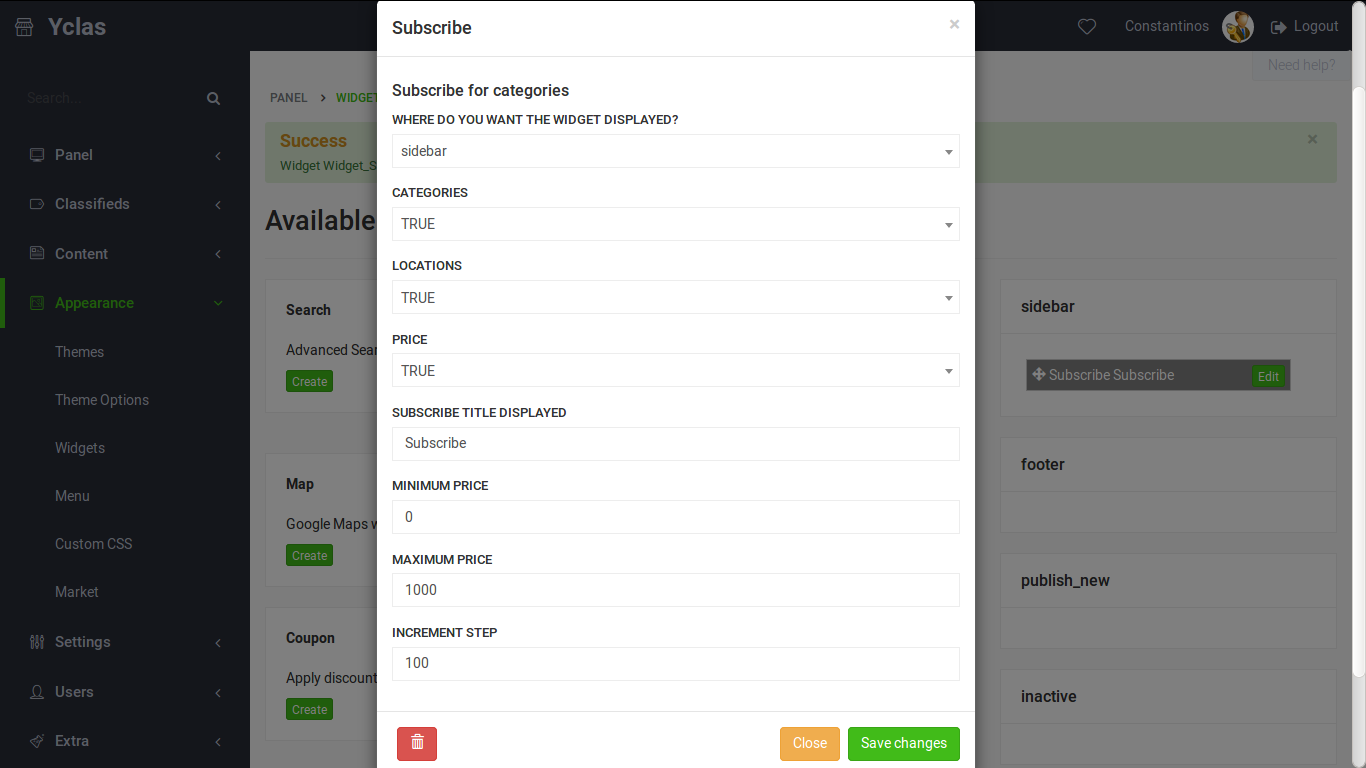 Yclas
Constantinos
Logout
Need help?
Search...
Panel
Classifieds
Content
Appearance
Themes
Theme Options
Widgets
Menu
Custom CSS
Market
Settings
Users
Extra
PANEL > WIDGET
Success
Widget Widget_S
Available
Search
Advanced Sear
Create
Map
Google Maps w
Create
Coupon
Apply discount
Create
Subscribe
×
Subscribe for categories
WHERE DO YOU WANT THE WIDGET DISPLAYED?
sidebar
CATEGORIES
TRUE
LOCATIONS
TRUE
PRICE
TRUE
SUBSCRIBE TITLE DISPLAYED
Subscribe
MINIMUM PRICE
0
MAXIMUM PRICE
1000
INCREMENT STEP
100
Close
Save changes
×
sidebar
Subscribe Subscribe
Edit
footer
publish_new
inactive